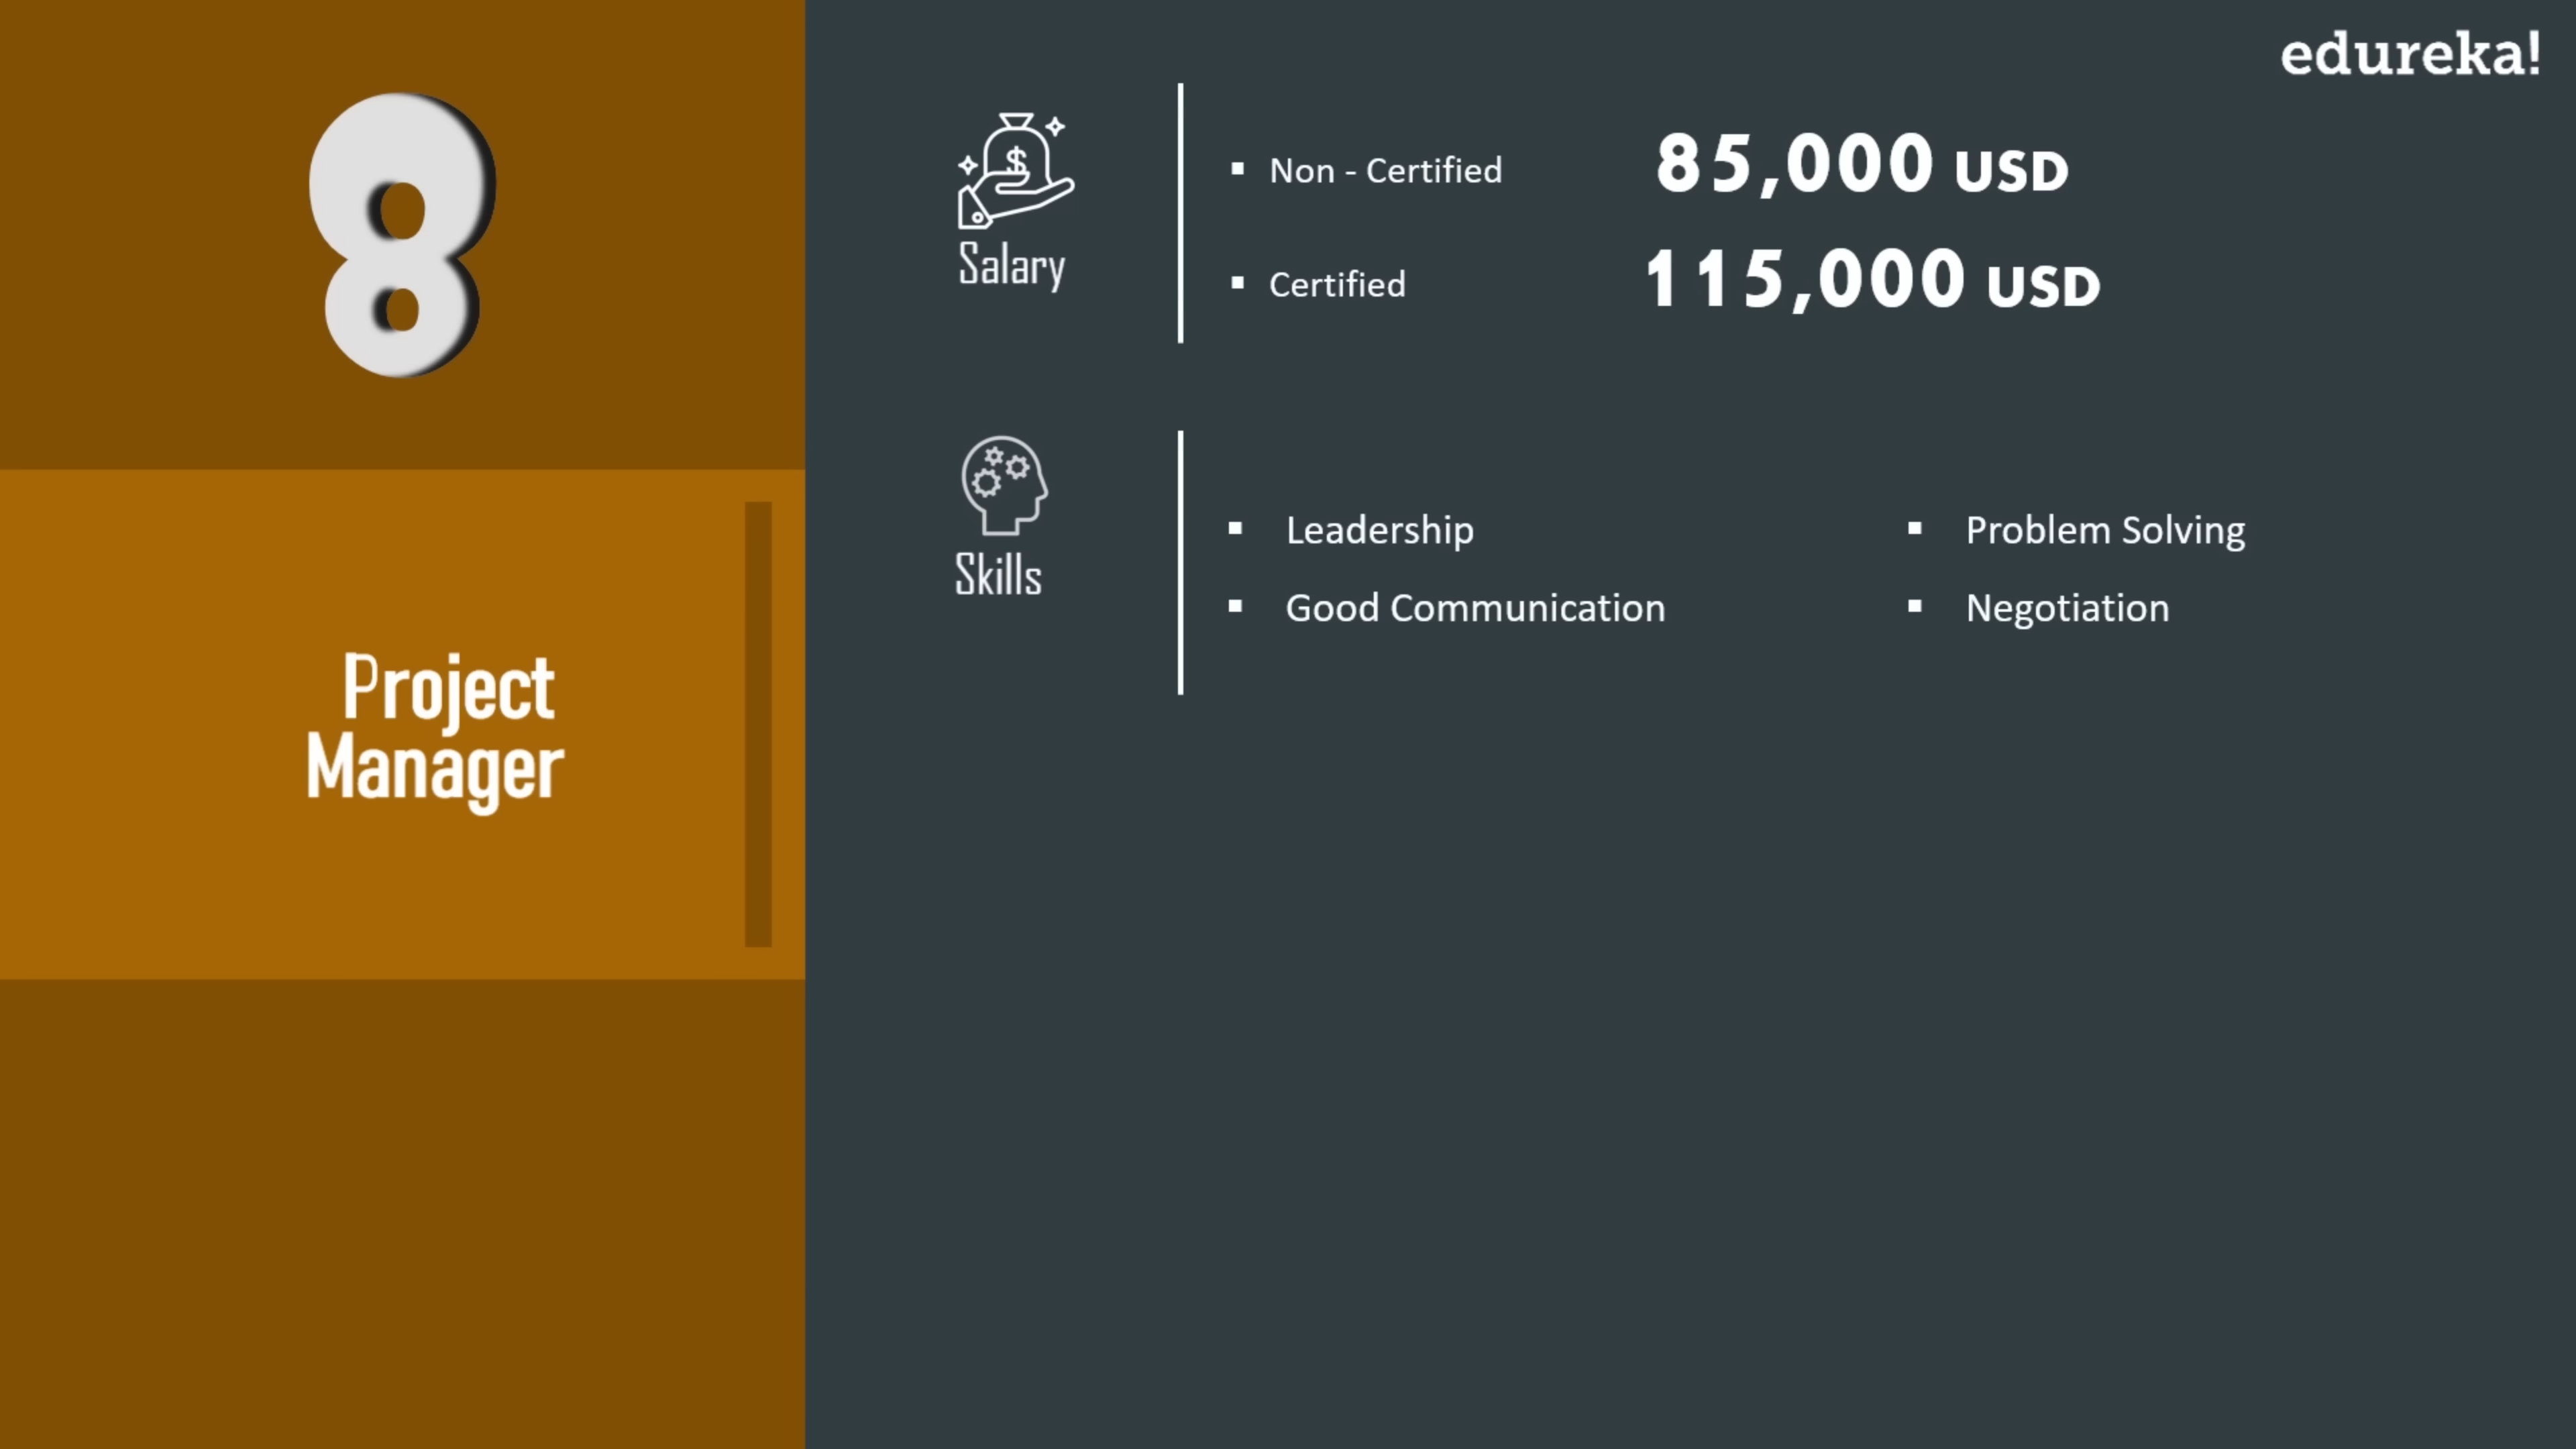 edureka!
8
Project
Manager
$
Salary
▪ Non - Certified 85,000 USD
▪ Certified 115,000 USD
Skills
▪ Leadership ▪ Problem Solving
▪ Good Communication ▪ Negotiation